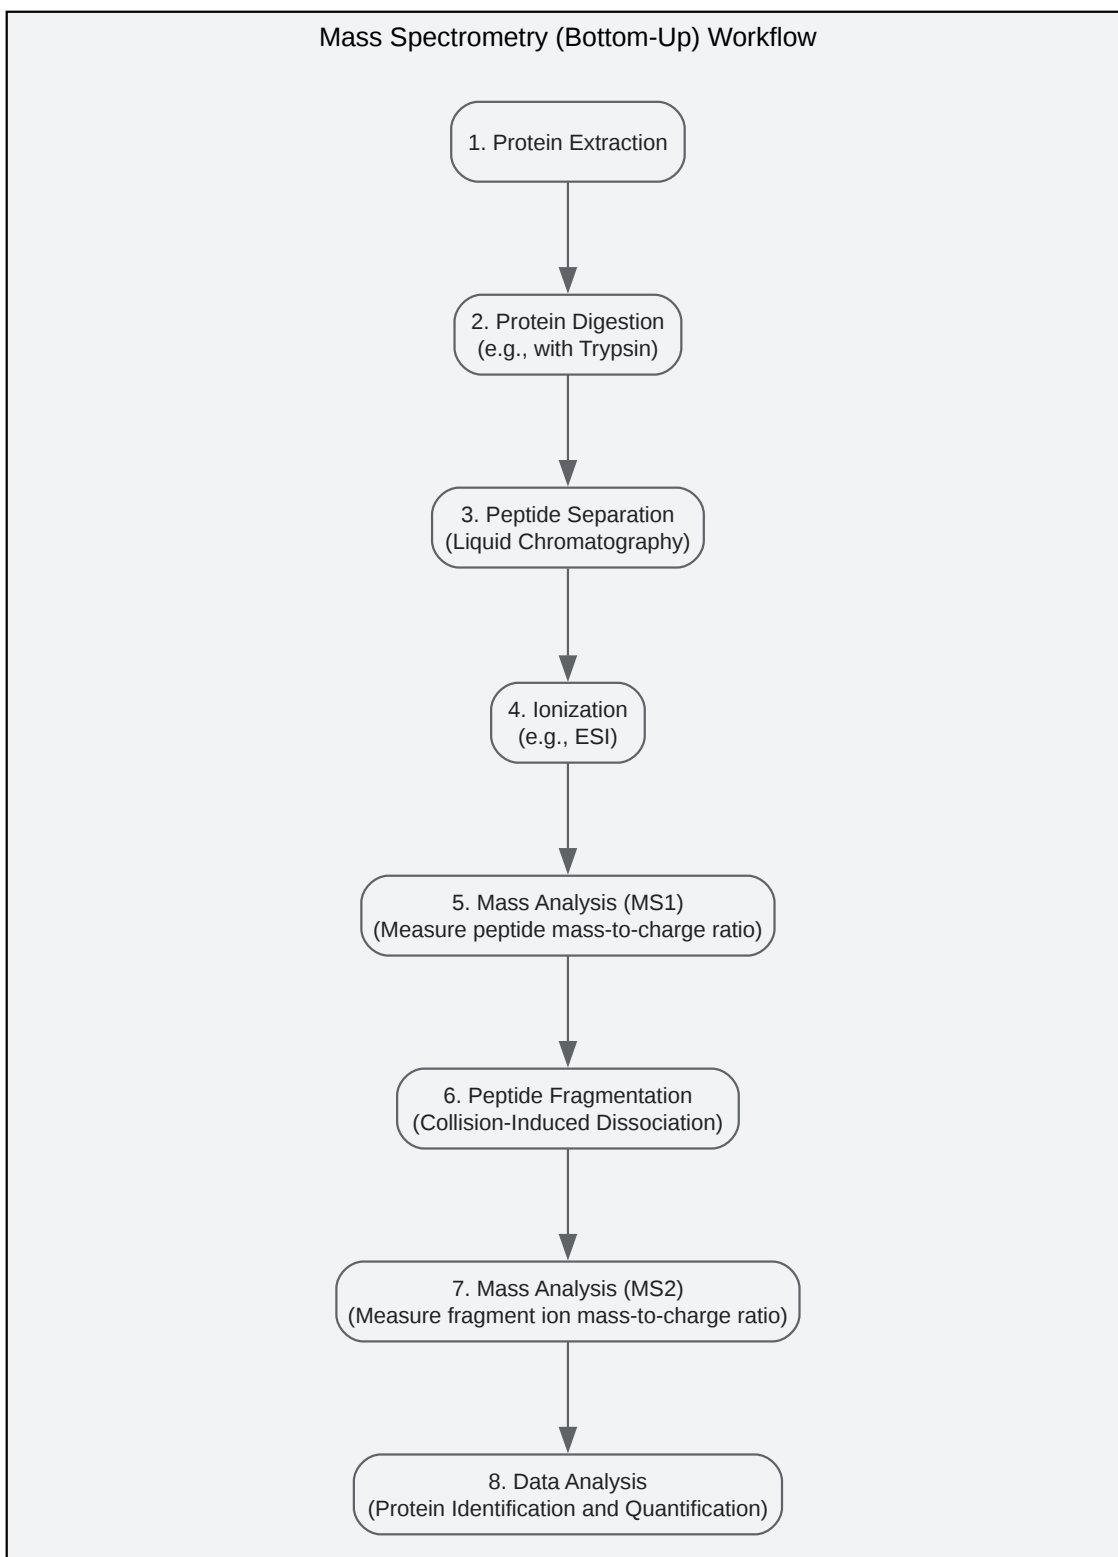 Mass Spectrometry (Bottom-Up) Workflow
1. Protein Extraction
2. Protein Digestion
(e.g., with Trypsin)
3. Peptide Separation
(Liquid Chromatography)
4. Ionization
(e.g., ESI)
5. Mass Analysis (MS1)
(Measure peptide mass-to-charge ratio)
6. Peptide Fragmentation
(Collision-Induced Dissociation)
7. Mass Analysis (MS2)
(Measure fragment ion mass-to-charge ratio)
8. Data Analysis
(Protein Identification and Quantification)